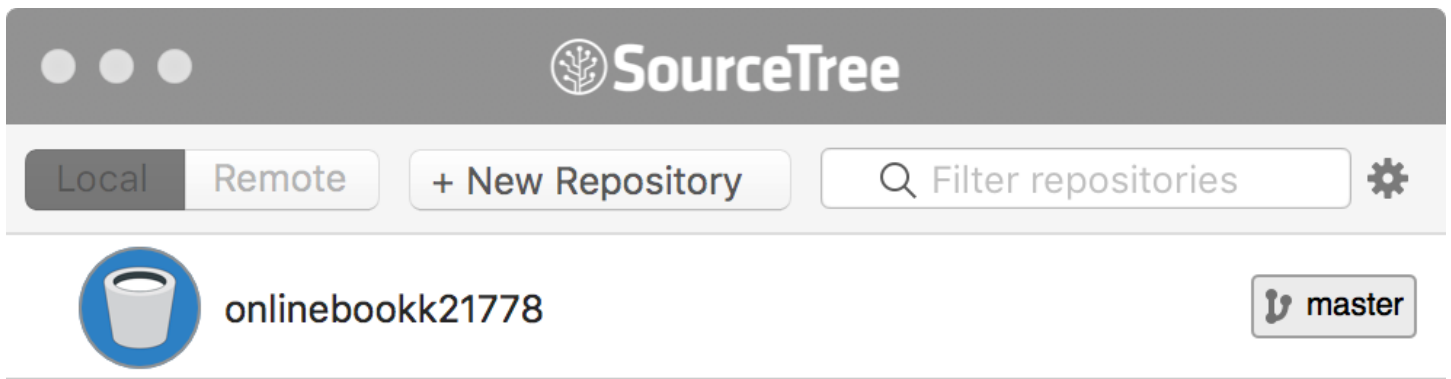 SourceTree
Local Remote + New Repository Filter repositories
onlinebookk21778 master